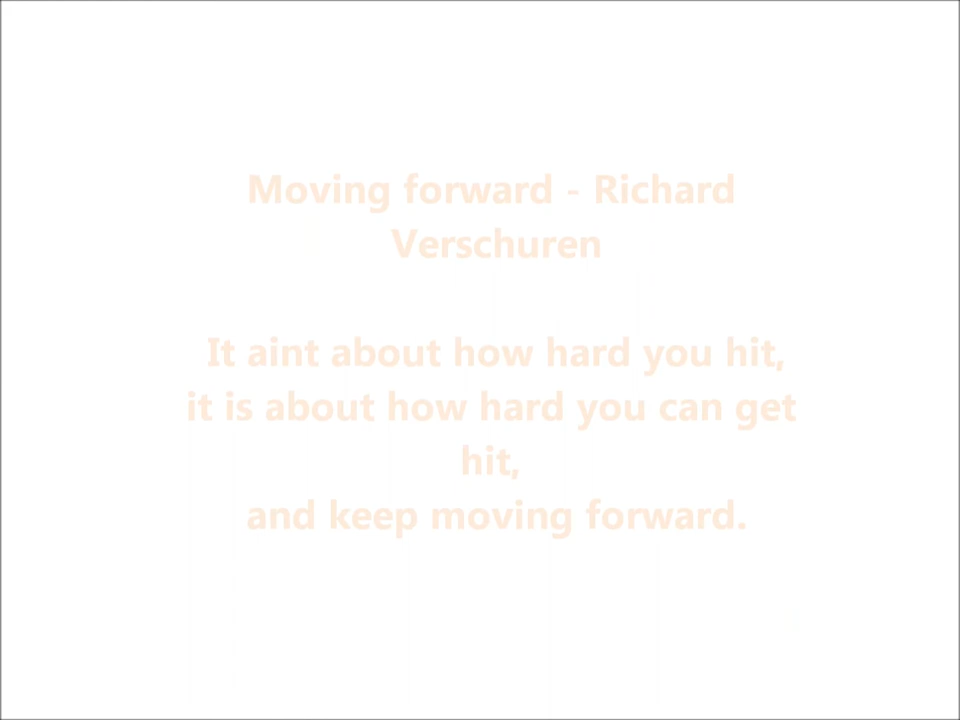 Moving forward - Richard
Verschuren
It aint about how hard you hit,
it is about how hard you can get
hit,
and keep moving forward.